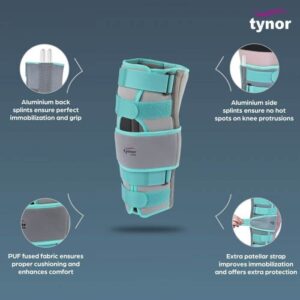 tynor
Aluminium back
splints ensure perfect
immobilization and grip
Aluminium side
splints ensure no hot
spots on knee protrusions
tynor
PUF fused fabric ensures
proper cushioning and
enhances comfort
Extra patellar strap
improves immobilization
and offers extra protection